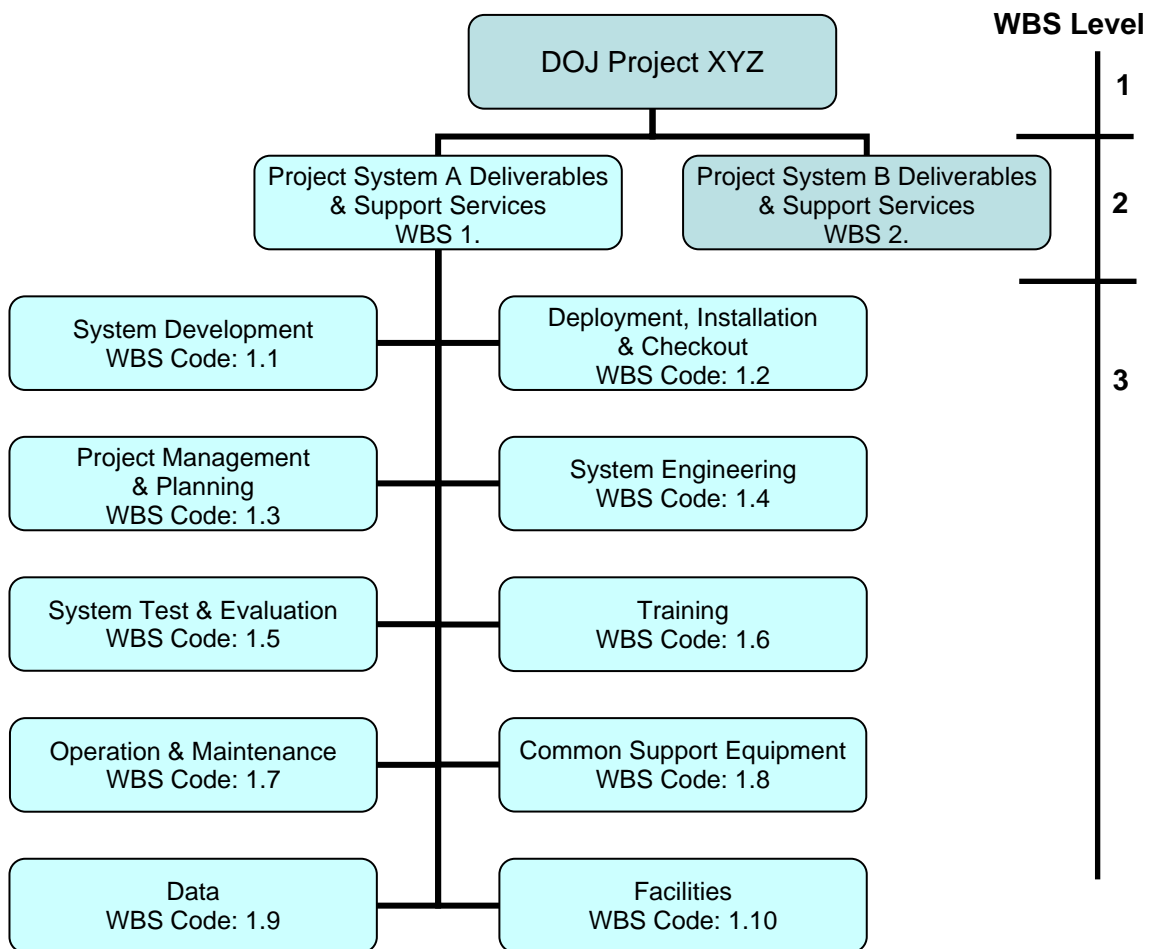 WBS Level
DOJ Project XYZ
1
Project System A Deliverables
& Support Services
WBS 1.
Project System B Deliverables
& Support Services
WBS 2.
2
System Development
WBS Code: 1.1
Deployment, Installation
& Checkout
WBS Code: 1.2
3
Project Management
& Planning
WBS Code: 1.3
System Engineering
WBS Code: 1.4
System Test & Evaluation
WBS Code: 1.5
Training
WBS Code: 1.6
Operation & Maintenance
WBS Code: 1.7
Common Support Equipment
WBS Code: 1.8
Data
WBS Code: 1.9
Facilities
WBS Code: 1.10